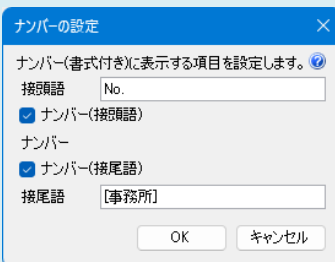 ナンバーの設定
ナンバー(書式付き)に表示する項目を設定します。
接頭語 No.
ナンバー(接頭語)
ナンバー
ナンバー(接尾語)
接尾語 [事務所]
OK キャンセル